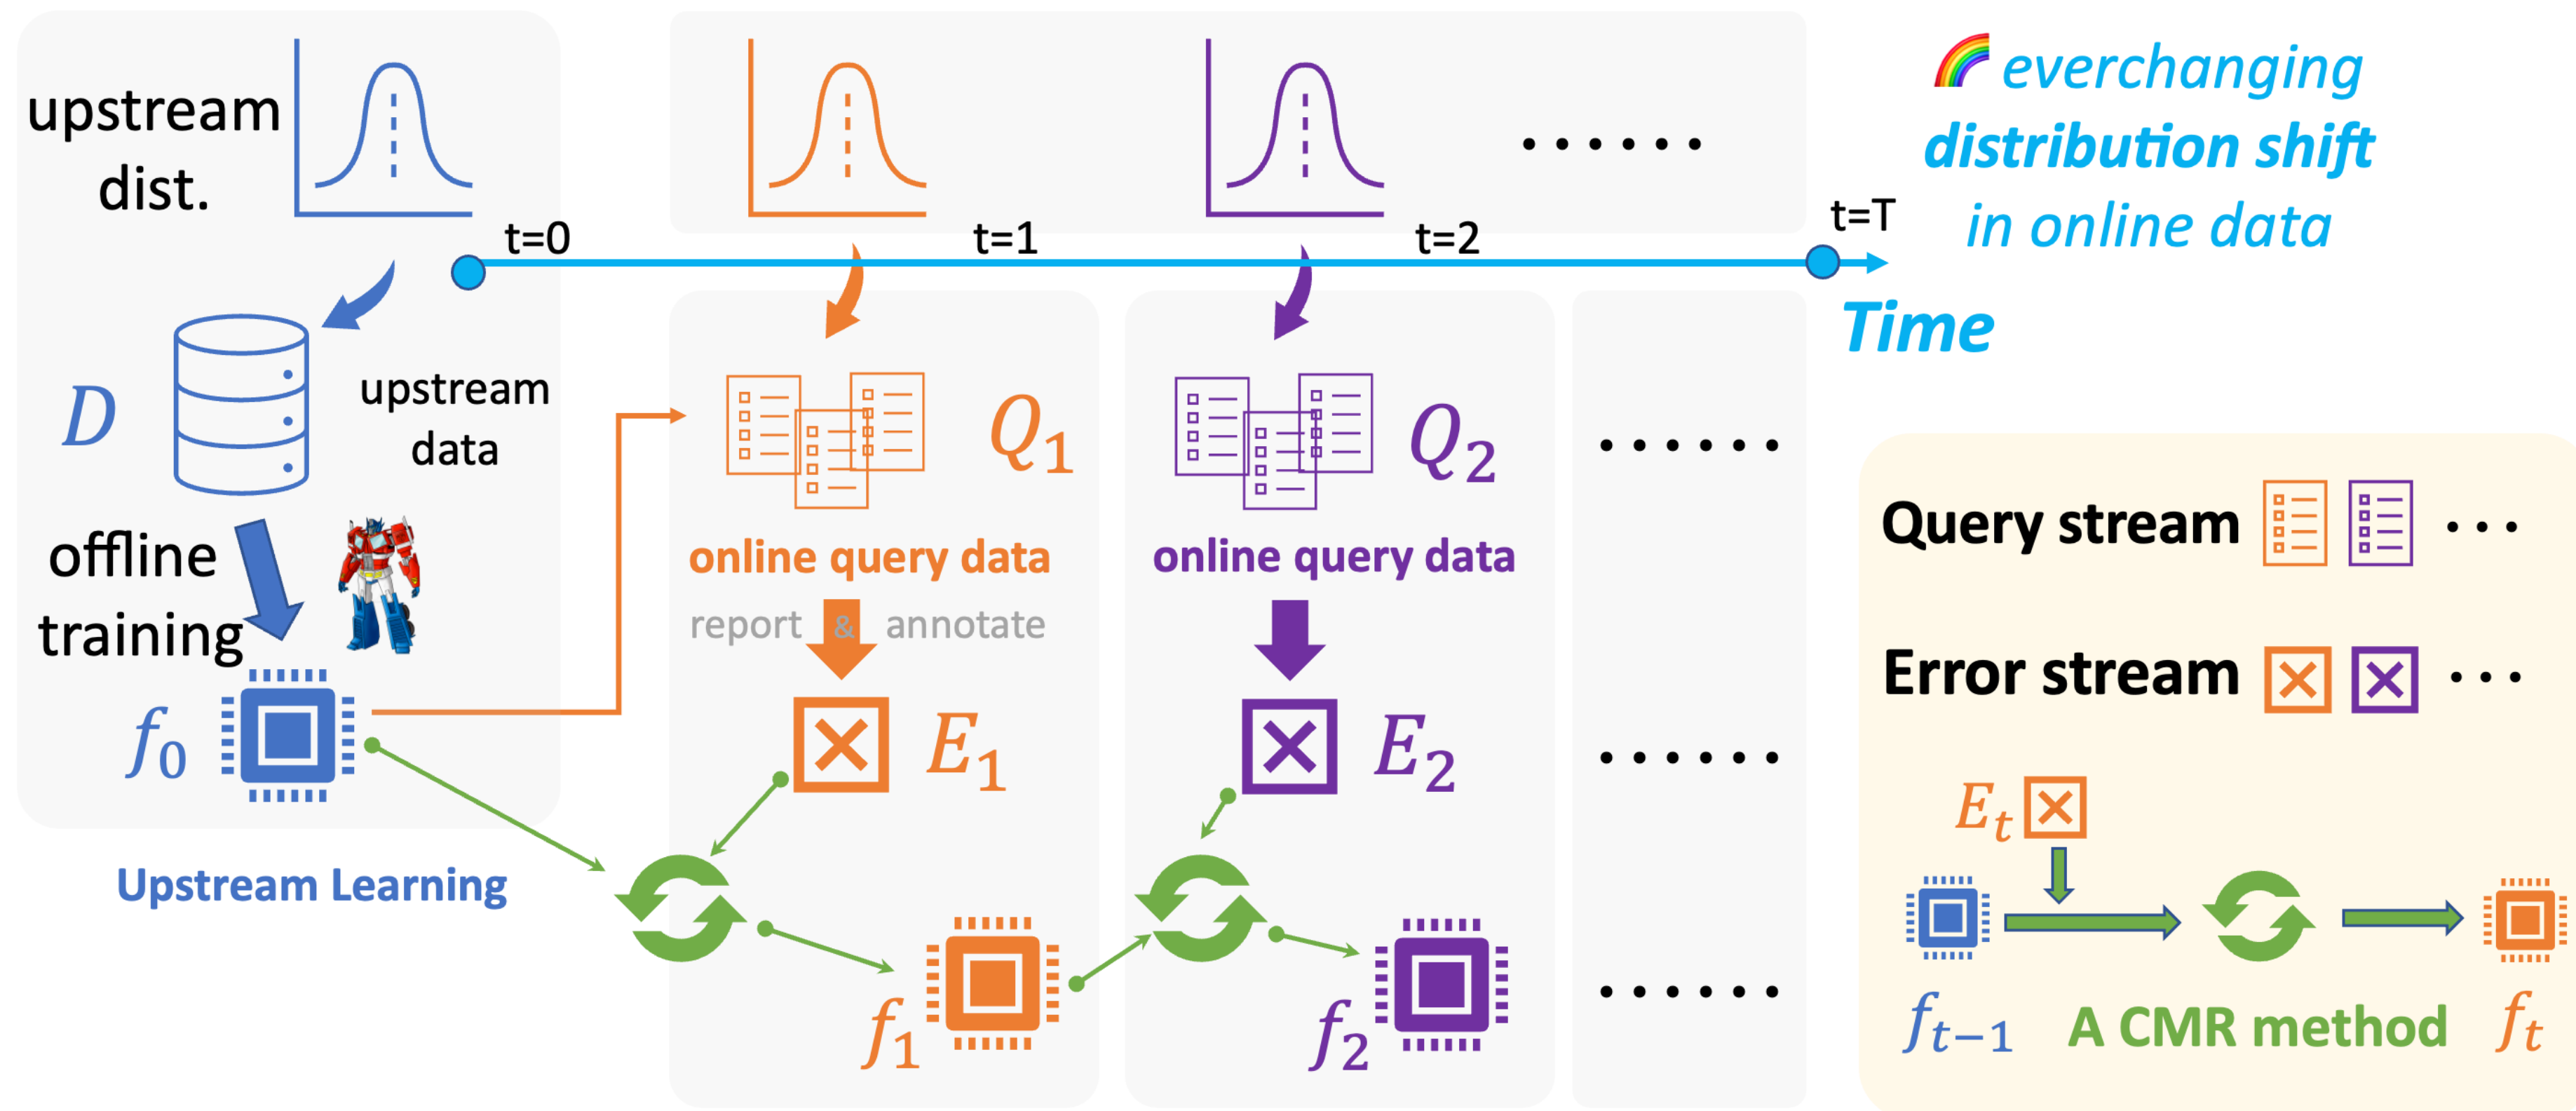 upstream
dist.
t=0
t=1
t=2
t=T
everchanging
distribution shift
in online data
Time
D
upstream
data
offline
training
f₀
Upstream Learning
Q₁
online query data
report & annotate
E₁
f₁
Q₂
online query data
E₂
f₂
......
......
......
......
Query stream ...
Error stream ...
Eₜ
fₜ₋₁
A CMR method
fₜ